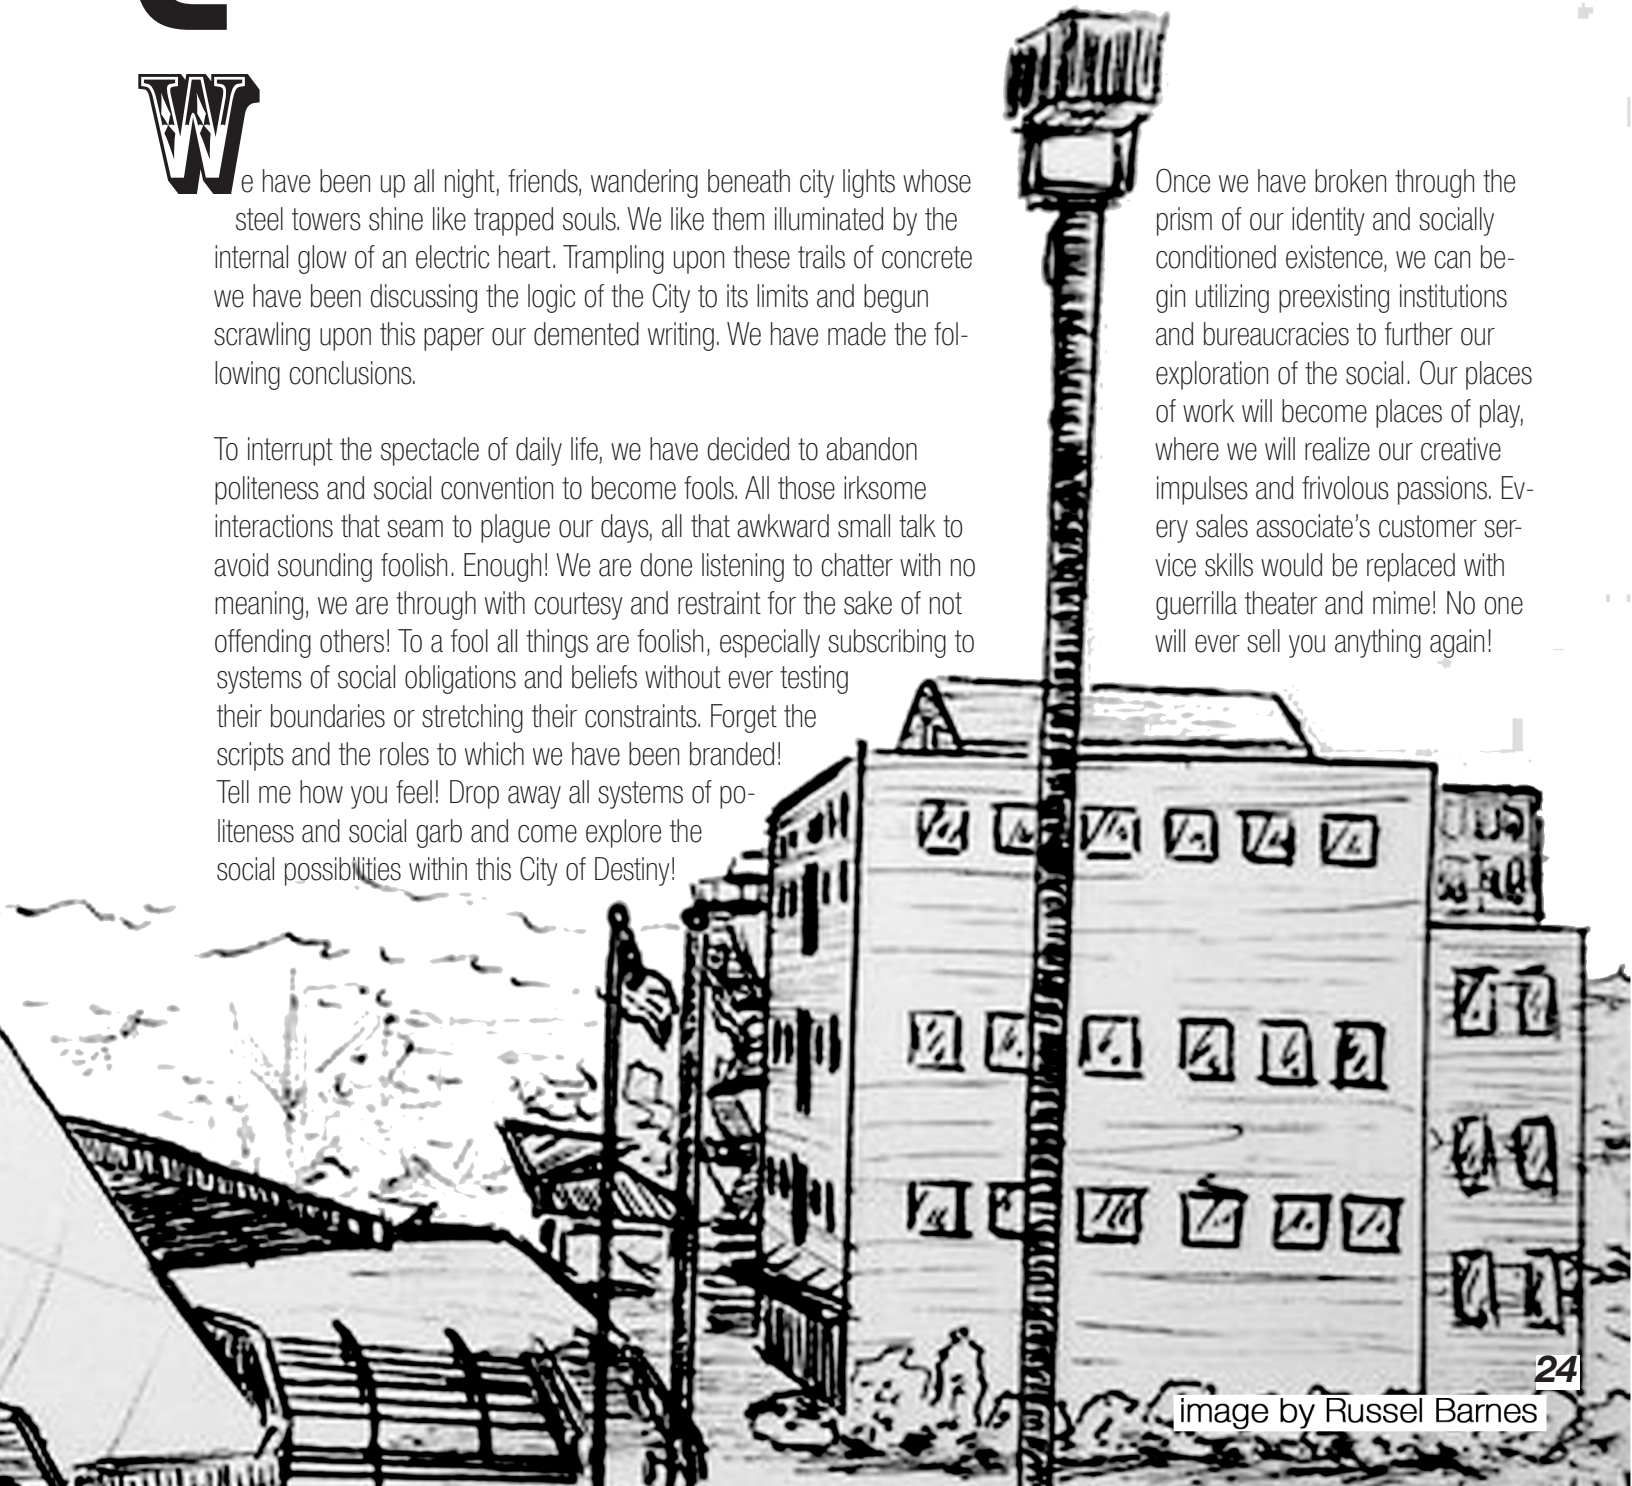 We have been up all night, friends, wandering beneath city lights whose
steel towers shine like trapped souls. We like them illuminated by the
internal glow of an electric heart. Trampling upon these trails of concrete
we have been discussing the logic of the City to its limits and begun
scrawling upon this paper our demented writing. We have made the fol-
lowing conclusions.
To interrupt the spectacle of daily life, we have decided to abandon
politeness and social convention to become fools. All those irksome
interactions that seam to plague our days, all that awkward small talk to
avoid sounding foolish. Enough! We are done listening to chatter with no
meaning, we are through with courtesy and restraint for the sake of not
offending others! To a fool all things are foolish, especially subscribing to
systems of social obligations and beliefs without ever testing
their boundaries or stretching their constraints. Forget the
scripts and the roles to which we have been branded!
Tell me how you feel! Drop away all systems of po-
liteness and social garb and come explore the
social possibilities within this City of Destiny!
Once we have broken through the
prism of our identity and socially
conditioned existence, we can be-
gin utilizing preexisting institutions
and bureaucracies to further our
exploration of the social. Our places
of work will become places of play,
where we will realize our creative
impulses and frivolous passions. Ev-
ery sales associate's customer ser-
vice skills would be replaced with
guerrilla theater and mime! No one
will ever sell you anything again!
24
image by Russel Barnes